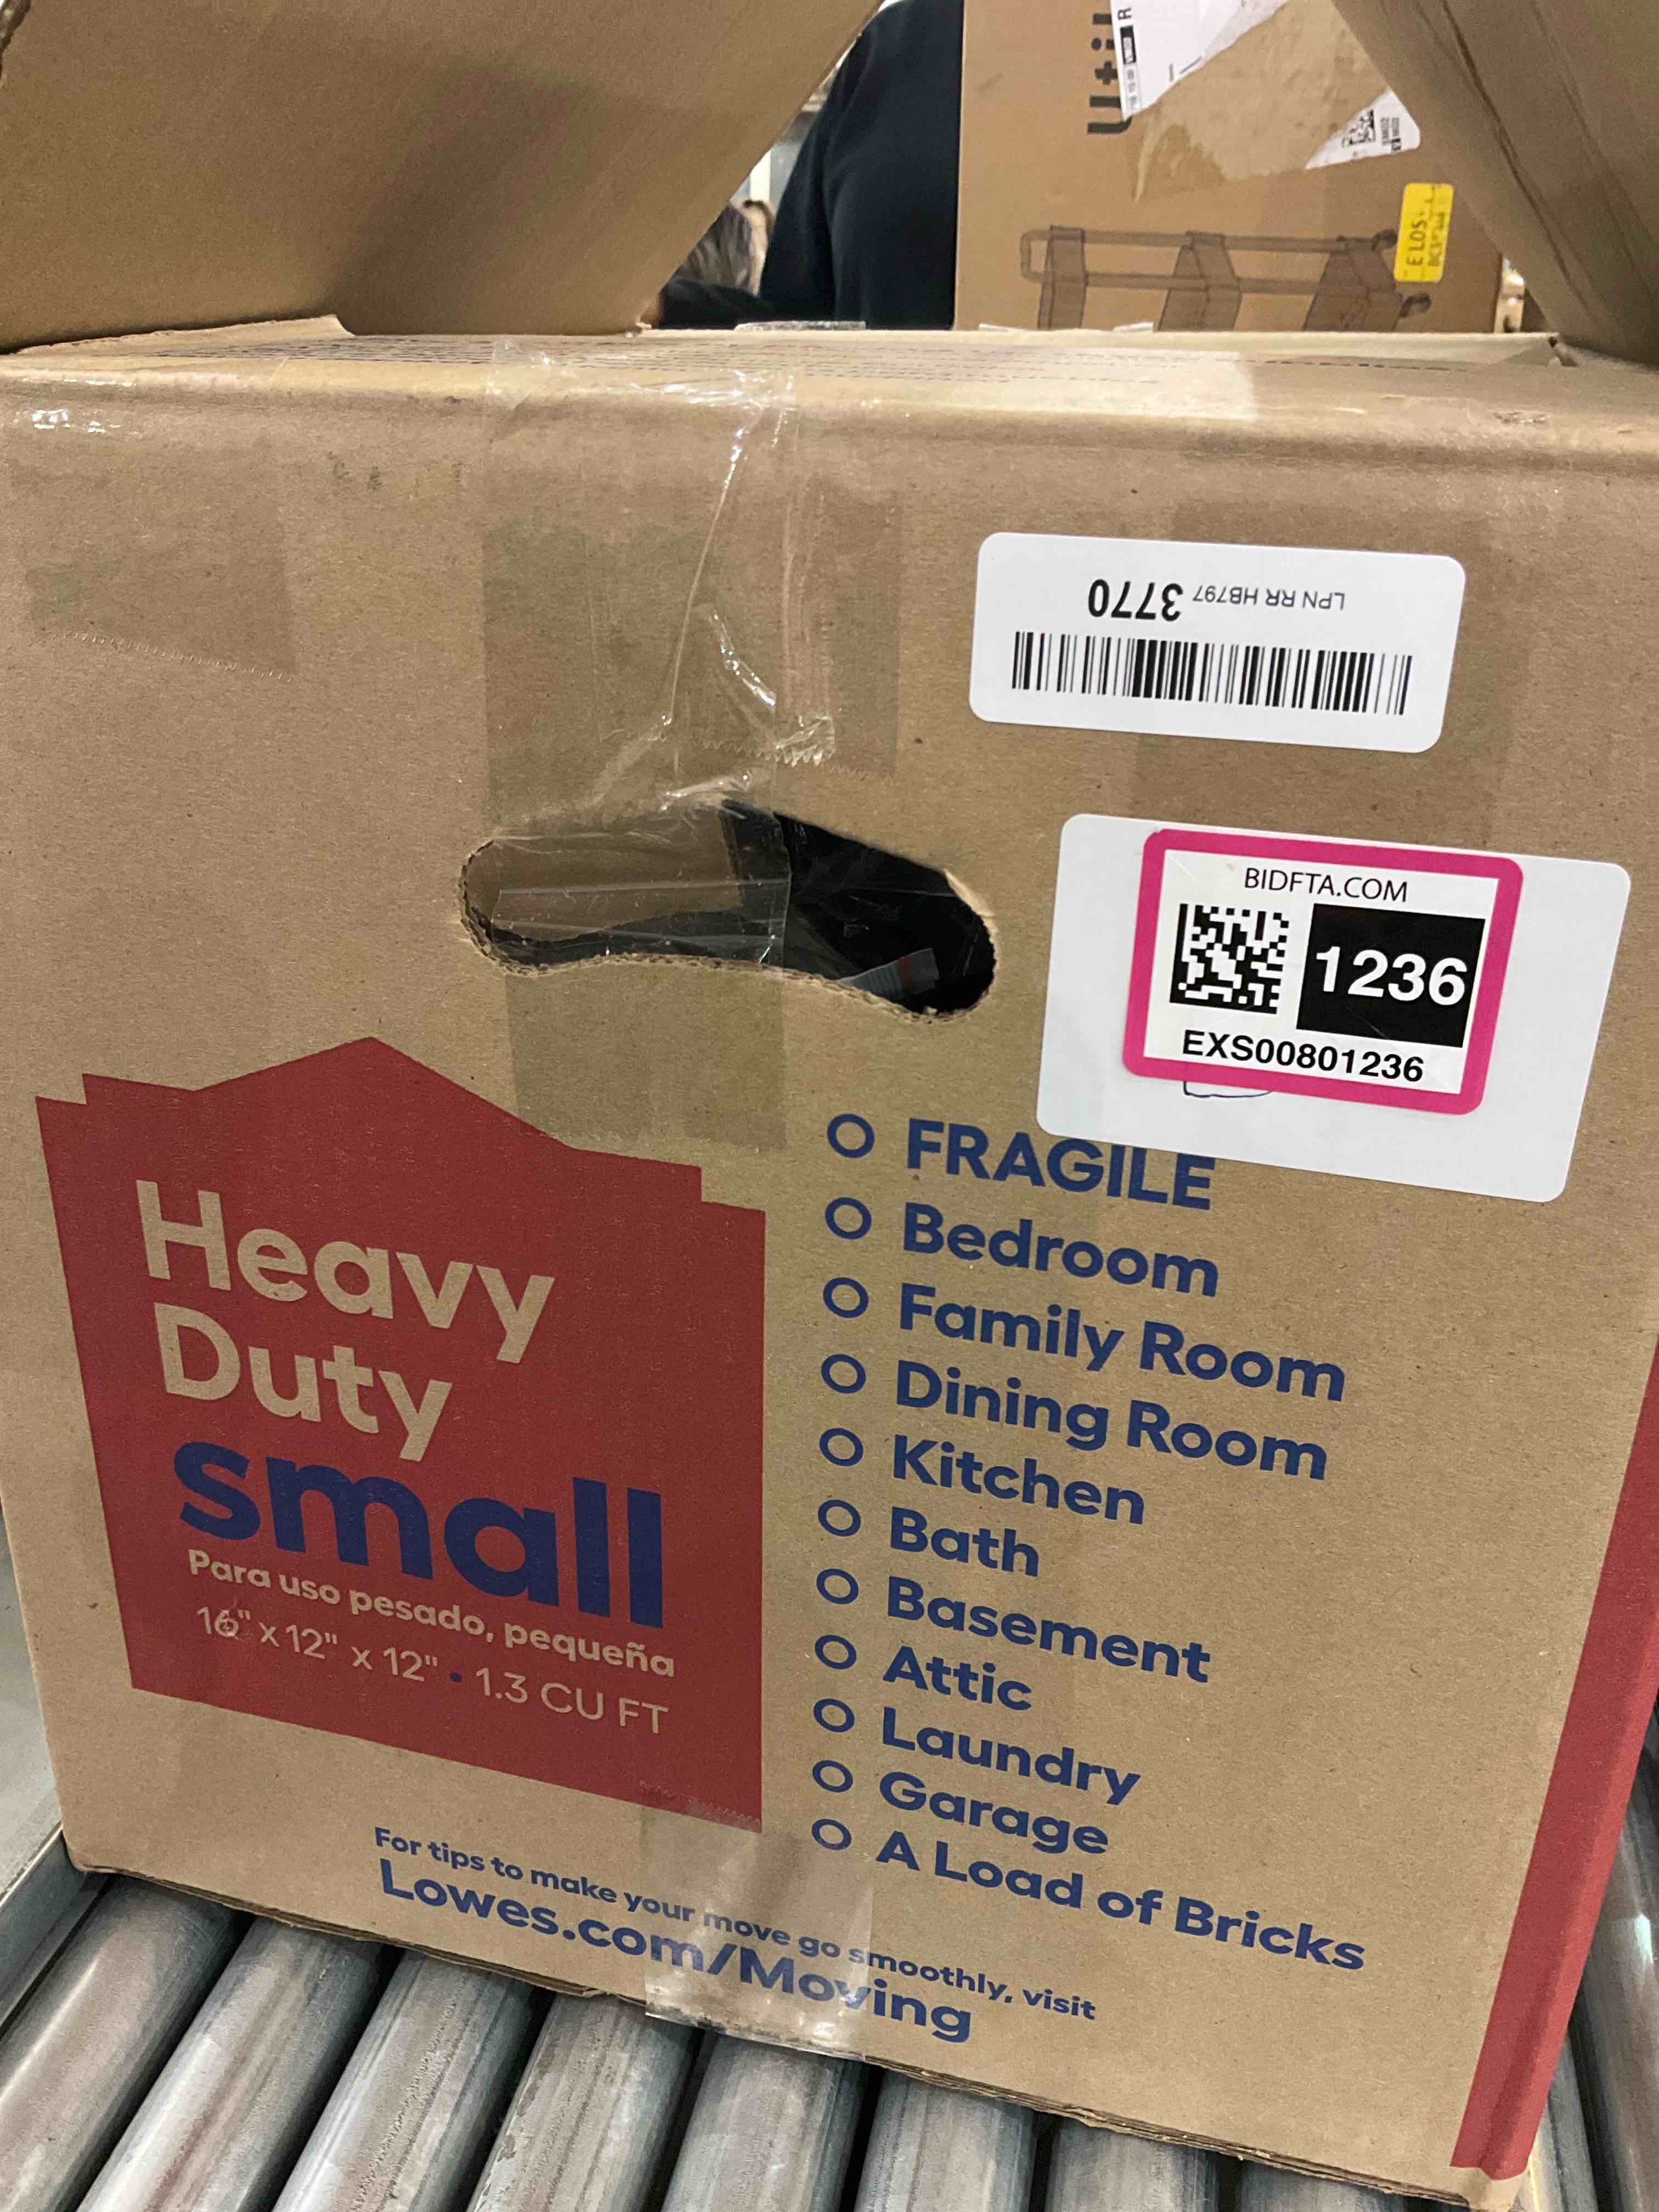 Util
E LOS
LPN RR HB797 3770
BIDFTA.COM
1236
EXS00801236
Heavy
Duty
small
Para uso pesado, pequeña
16" x 12" x 12" • 1.3 CU FT
FRAGILE
Bedroom
Family Room
Dining Room
Kitchen
Bath
Basement
Attic
Laundry
Garage
A Load of Bricks
For tips to make your move go smoothly, visit
Lowes.com/Moving